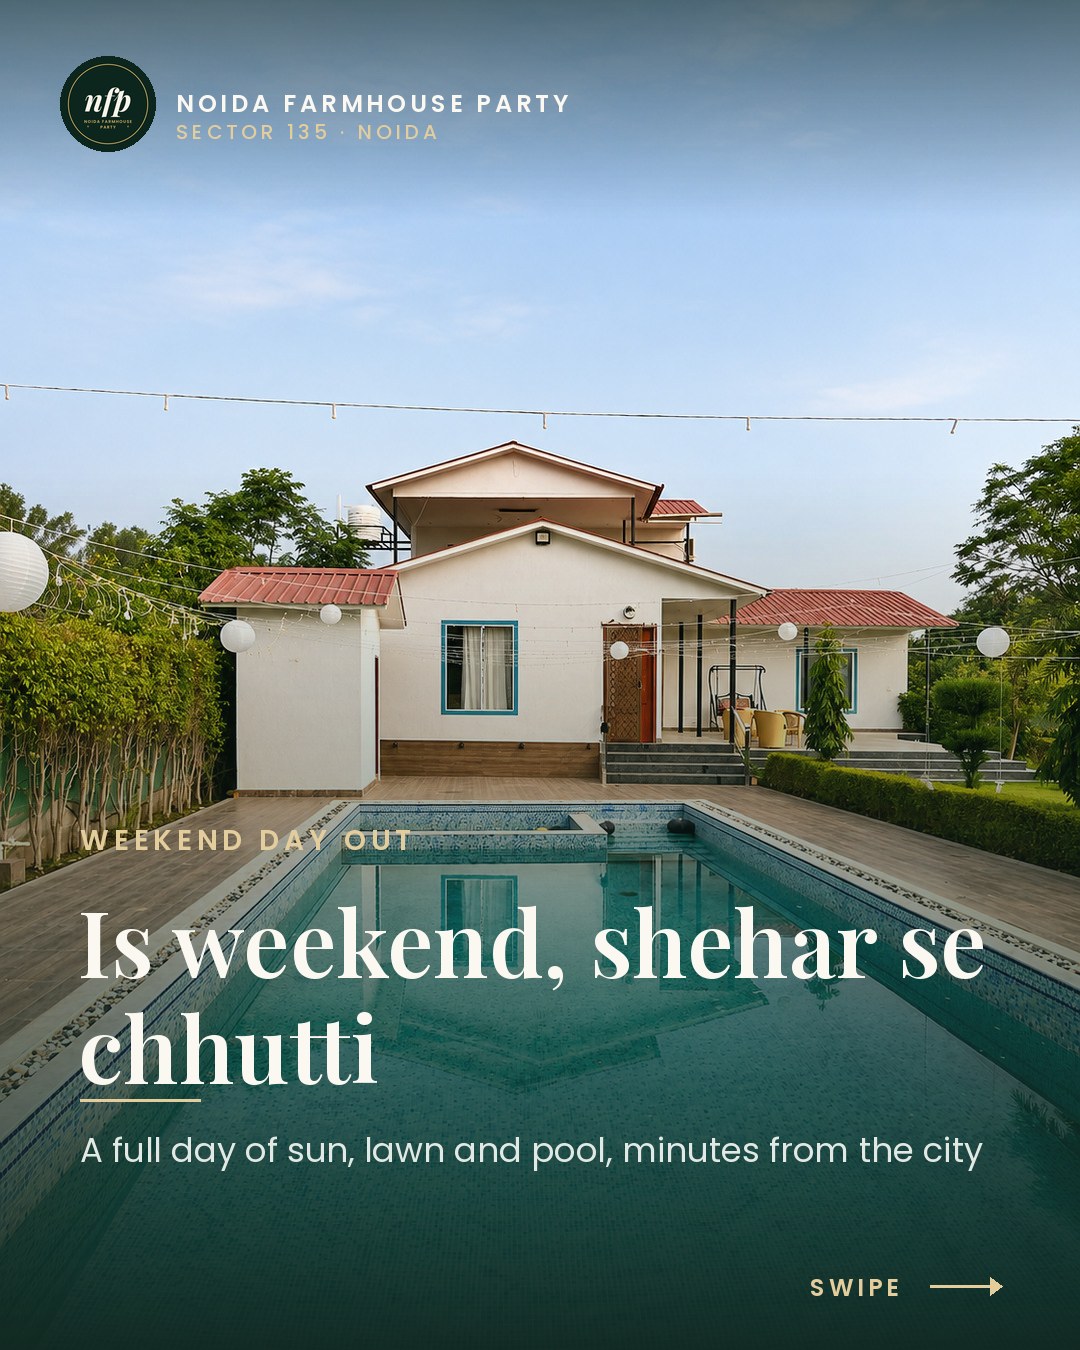 nfp
NOIDA FARMHOUSE
PARTY
NOIDA FARMHOUSE PARTY
SECTOR 135 · NOIDA
WEEKEND DAY OUT
Is weekend, shehar se
chhutti
A full day of sun, lawn and pool, minutes from the city
SWIPE